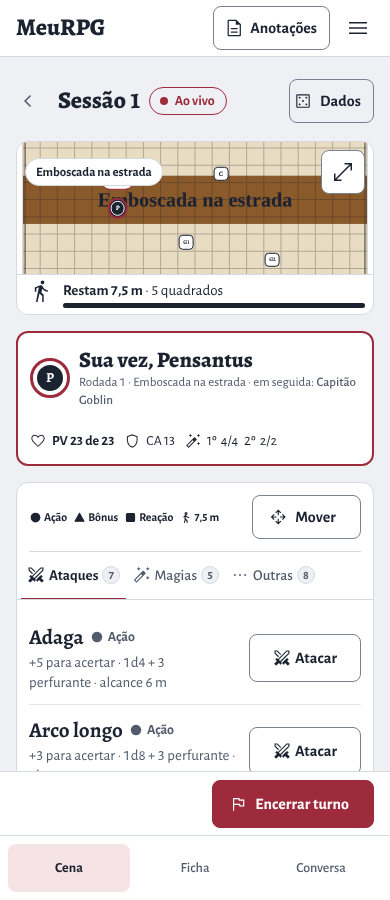 MeuRPG
Anotações
Sessão 1
Ao vivo
Dados
Emboscada na estrada
Emboscada na estrada
C
P
G1
G2
Restam 7,5 m · 5 quadrados
P
Sua vez, Pensantus
Rodada 1 · Emboscada na estrada · em seguida: Capitão
Goblin
PV 23 de 23
CA 13
1º 4/4 2º 2/2
Ação
Bônus
Reação
7,5 m
Mover
Ataques 7
Magias 5
Outras 8
Adaga
Ação
+5 para acertar · 1d4 + 3
perfurante · alcance 6 m
Atacar
Arco longo
Ação
+3 para acertar · 1d8 + 3 perfurante ·
Atacar
Encerrar turno
Cena
Ficha
Conversa